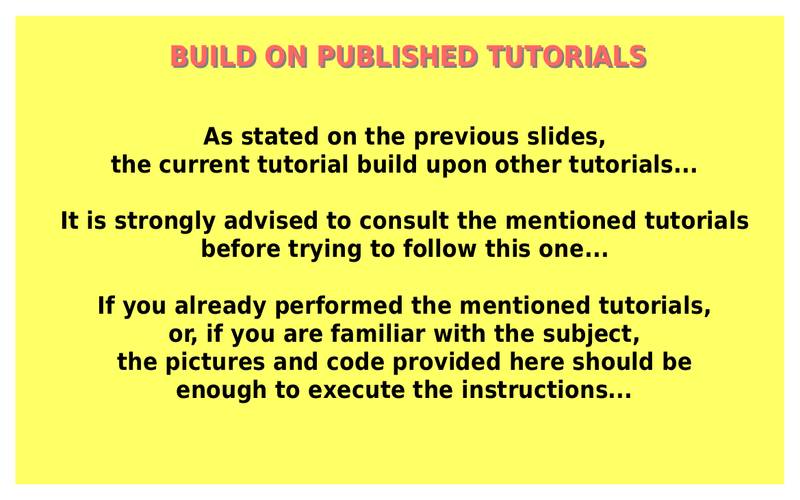 BUILD ON PUBLISHED TUTORIALS
As stated on the previous slides,
the current tutorial build upon other tutorials...
It is strongly advised to consult the mentioned tutorials
before trying to follow this one...
If you already performed the mentioned tutorials,
or, if you are familiar with the subject,
the pictures and code provided here should be
enough to execute the instructions...